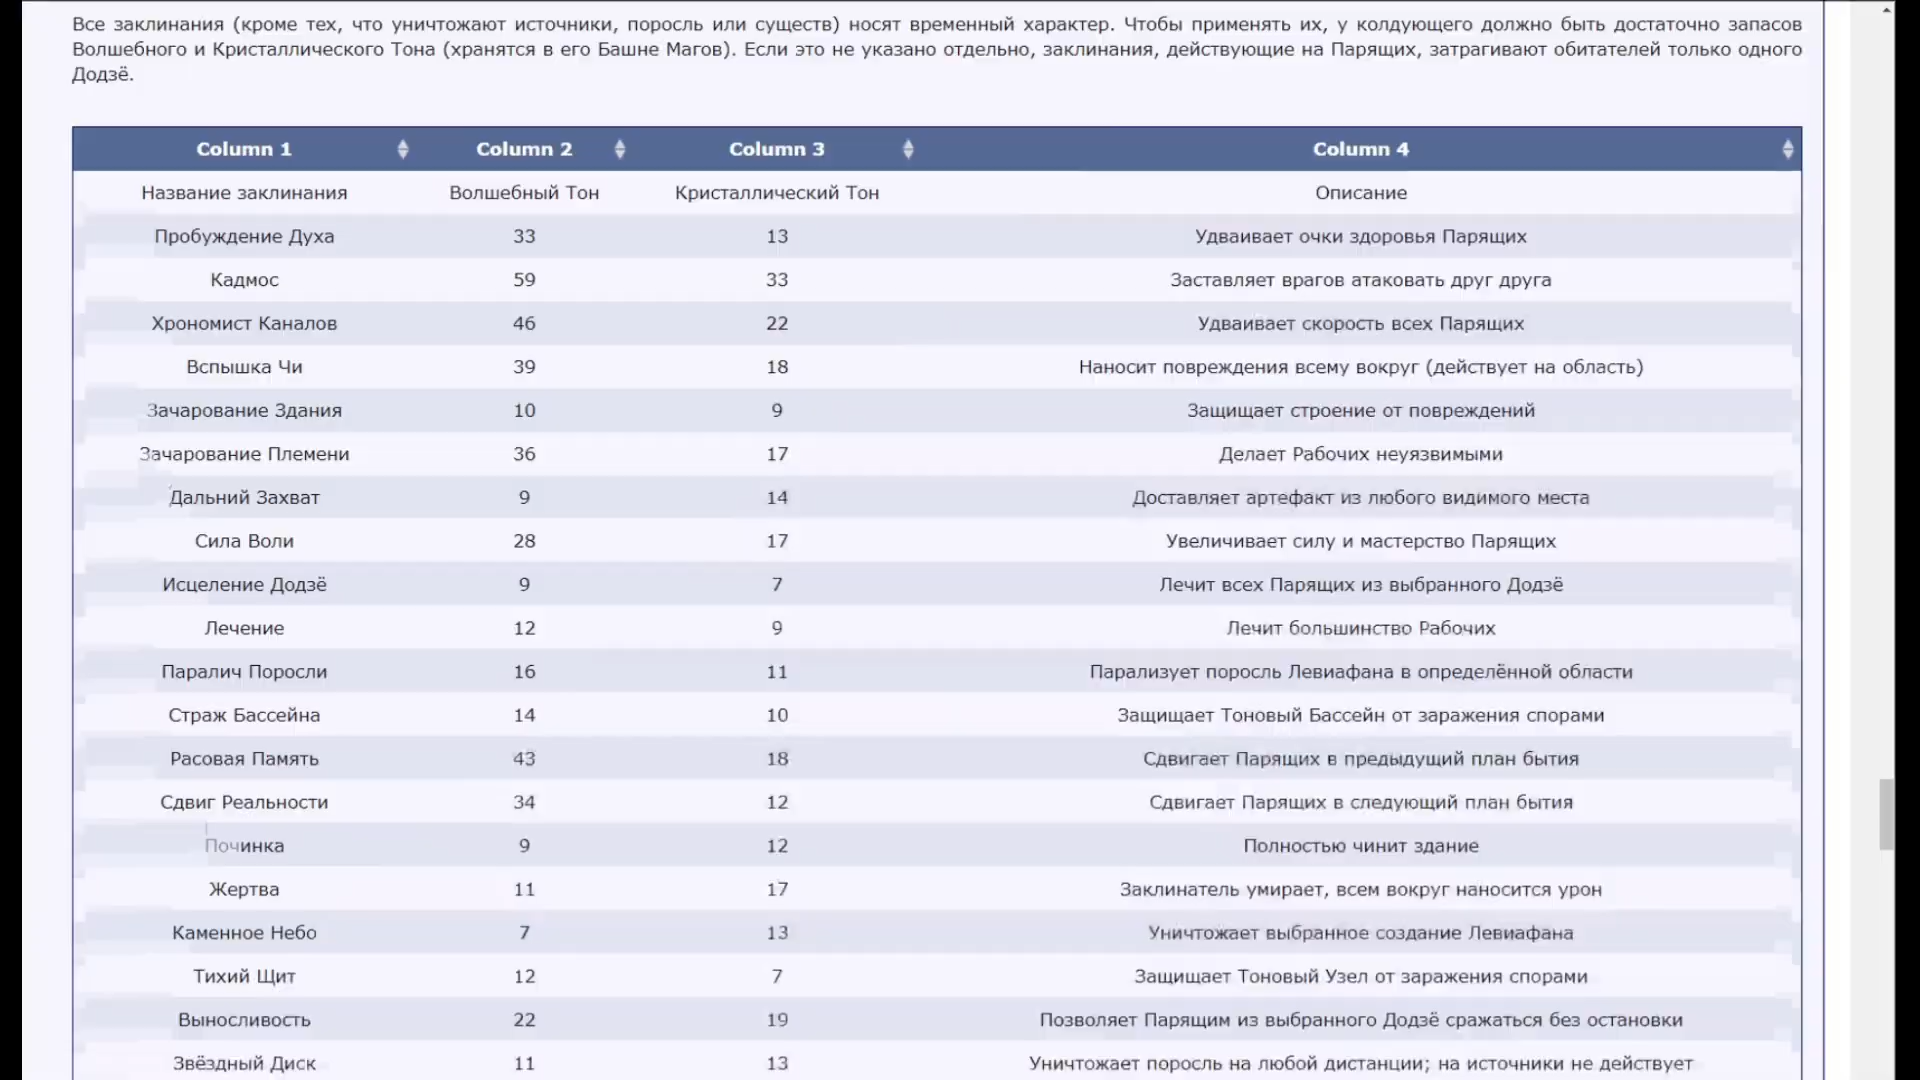 Все заклинания (кроме тех, что уничтожают источники, поросль или существ) носят временный характер. Чтобы применять их, у колдующего должно быть достаточно запасов
Волшебного и Кристаллического Тона (хранятся в его Башне Магов). Если это не указано отдельно, заклинания, действующие на Парящих, затрагивают обитателей только одного
Додзё.
Column 1 Column 2 Column 3 Column 4
Название заклинания Волшебный Тон Кристаллический Тон Описание
Пробуждение Духа 33 13 Удваивает очки здоровья Парящих
Кадмос 59 33 Заставляет врагов атаковать друг друга
Хрономист Каналов 46 22 Удваивает скорость всех Парящих
Вспышка Чи 39 18 Наносит повреждения всему вокруг (действует на область)
Зачарование Здания 10 9 Защищает строение от повреждений
Зачарование Племени 36 17 Делает Рабочих неуязвимыми
Дальний Захват 9 14 Доставляет артефакт из любого видимого места
Сила Воли 28 17 Увеличивает силу и мастерство Парящих
Исцеление Додзё 9 7 Лечит всех Парящих из выбранного Додзё
Лечение 12 9 Лечит большинство Рабочих
Паралич Поросли 16 11 Парализует поросль Левиафана в определённой области
Страж Бассейна 14 10 Защищает Тоновый Бассейн от заражения спорами
Расовая Память 43 18 Сдвигает Парящих в предыдущий план бытия
Сдвиг Реальности 34 12 Сдвигает Парящих в следующий план бытия
Починка 9 12 Полностью чинит здание
Жертва 11 17 Заклинатель умирает, всем вокруг наносится урон
Каменное Небо 7 13 Уничтожает выбранное создание Левиафана
Тихий Щит 12 7 Защищает Тоновый Узел от заражения спорами
Выносливость 22 19 Позволяет Парящим из выбранного Додзё сражаться без остановки
Звёздный Диск 11 13 Уничтожает поросль на любой дистанции; на источники не действует